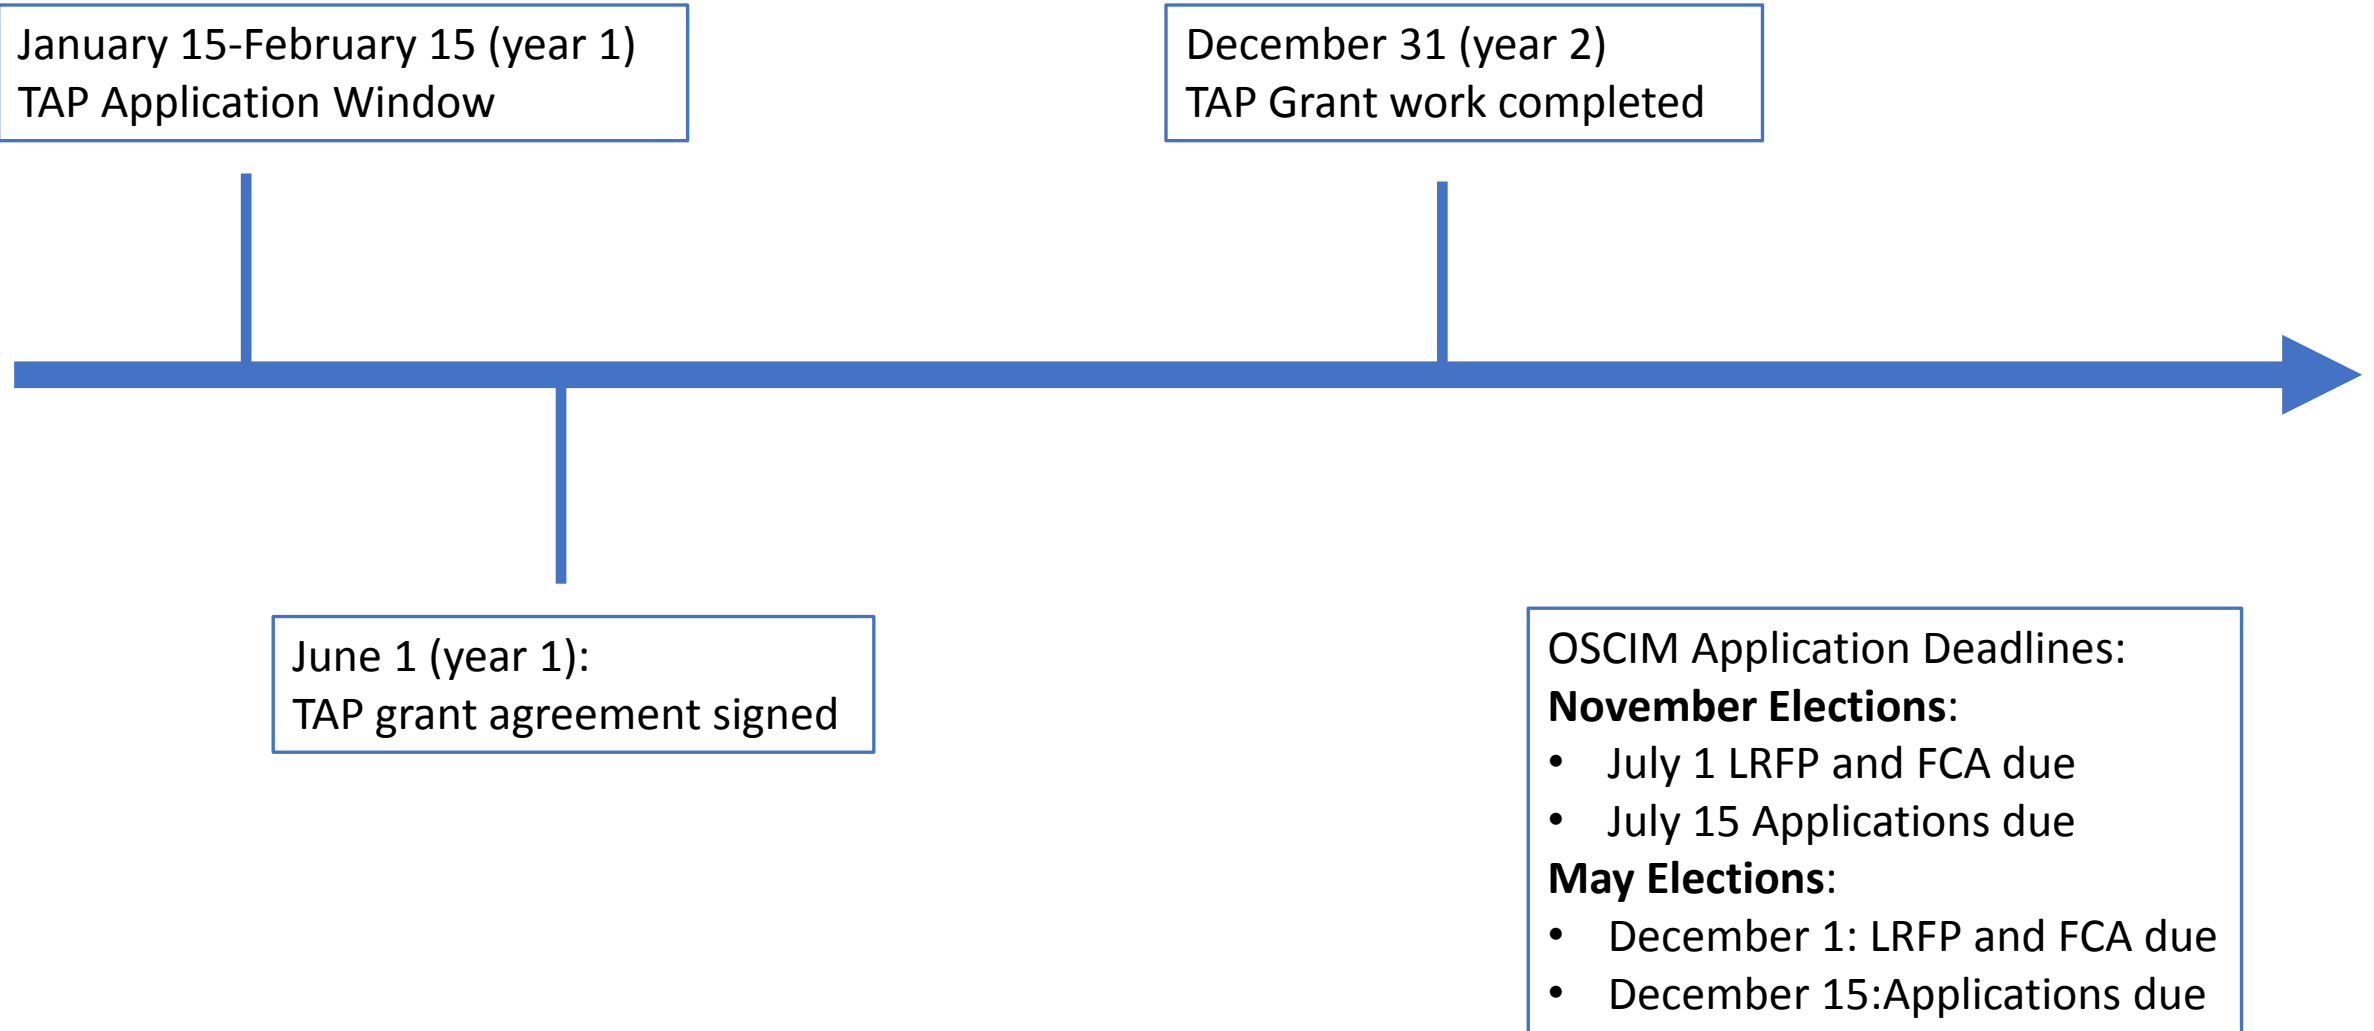 January 15-February 15 (year 1)
TAP Application Window
December 31 (year 2)
TAP Grant work completed
June 1 (year 1):
TAP grant agreement signed
OSCIM Application Deadlines:
November Elections:
• July 1 LRFP and FCA due
• July 15 Applications due
May Elections:
• December 1: LRFP and FCA due
• December 15:Applications due